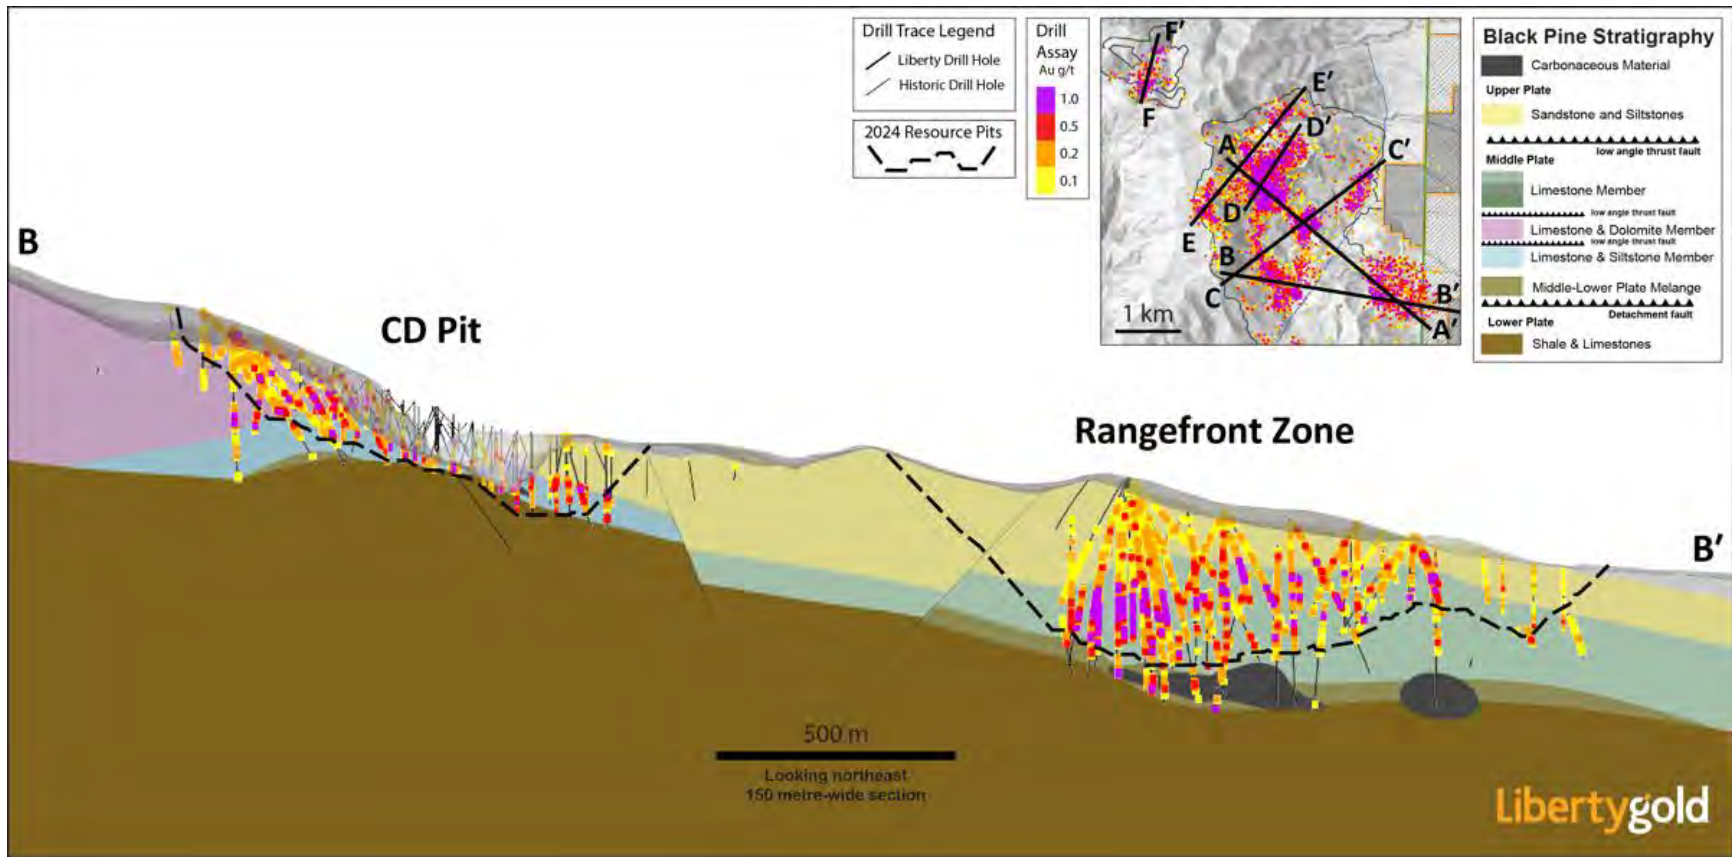 Drill Trace Legend
Liberty Drill Hole
Historic Drill Hole
2024 Resource Pits
Drill
Assay
Au g/t
1.0
0.5
0.2
0.1
F'
F
E'
D'
A
C'
D
E
B
C
B'
A'
1 km
Black Pine Stratigraphy
Carbonaceous Material
Upper Plate
Sandstone and Siltstones
low angle thrust fault
Middle Plate
Limestone Member
low angle thrust fault
Limestone & Dolomite Member
low angle thrust fault
Limestone & Siltstone Member
Middle-Lower Plate Melange
Detachment fault
Lower Plate
Shale & Limestones
B
CD Pit
Rangefront Zone
B'
500 m
Looking northeast
150 metre-wide section
Libertygold